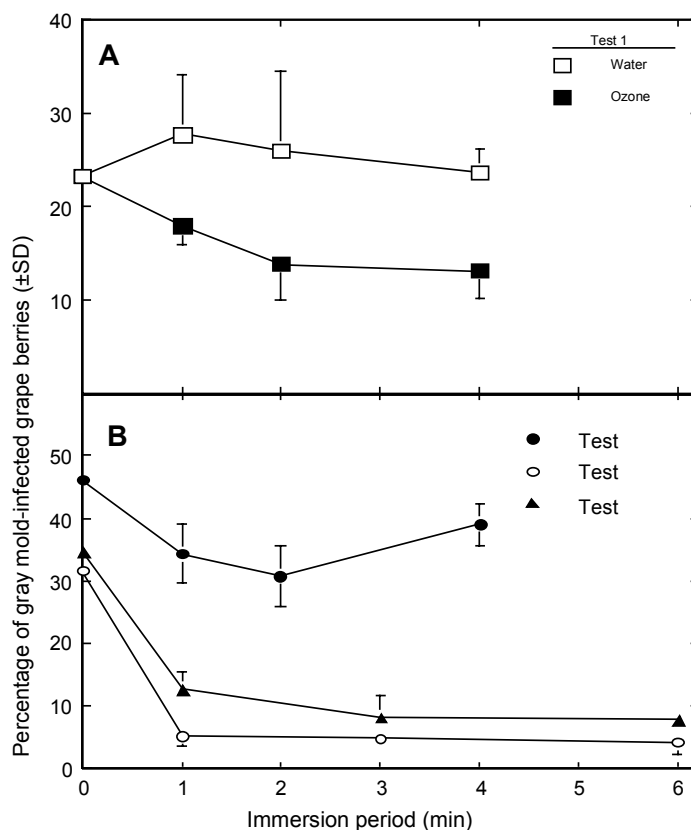 40
A
Test 1
Water
Ozone
30
20
10
Percentage of gray mold-infected grape berries (±SD)
B
50
Test
Test
Test
40
30
20
10
0
0 1 2 3 4 5 6
Immersion period (min)